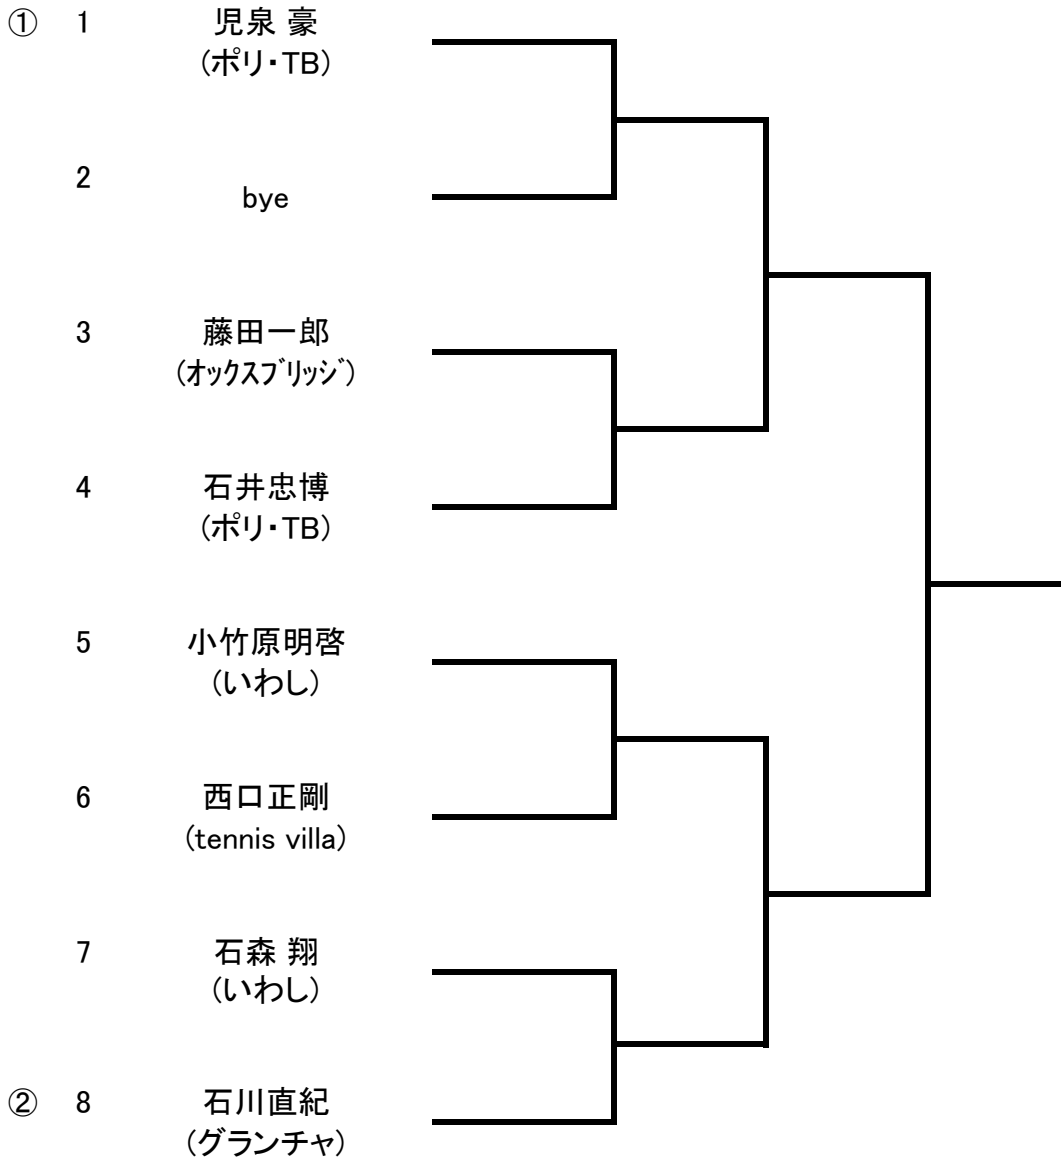 ① 1 児泉 豪
(ポリ・TB)
2 bye
3 藤田一郎
(ｵｯｸｽﾌﾞﾘｯｼﾞ)
4 石井忠博
(ポリ・TB)
5 小竹原明啓
(いわし)
6 西口正剛
(tennis villa)
7 石森 翔
(いわし)
② 8 石川直紀
(グランチャ)